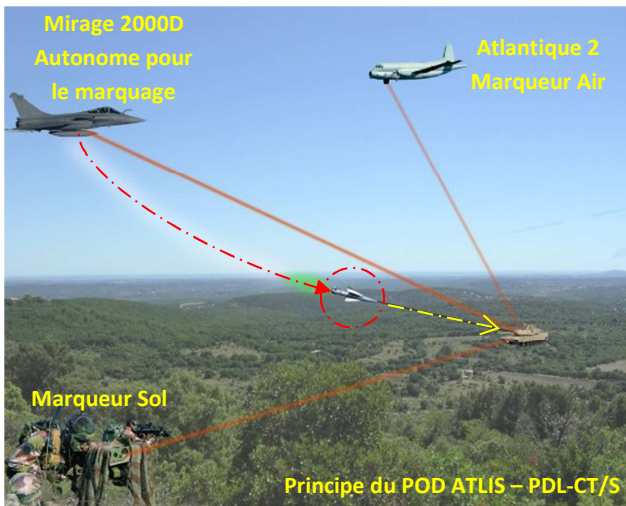 Mirage 2000D
Autonome pour
le marquage
Atlantique 2
Marqueur Air
Marqueur Sol
Principe du POD ATLIS – PDL-CT/S